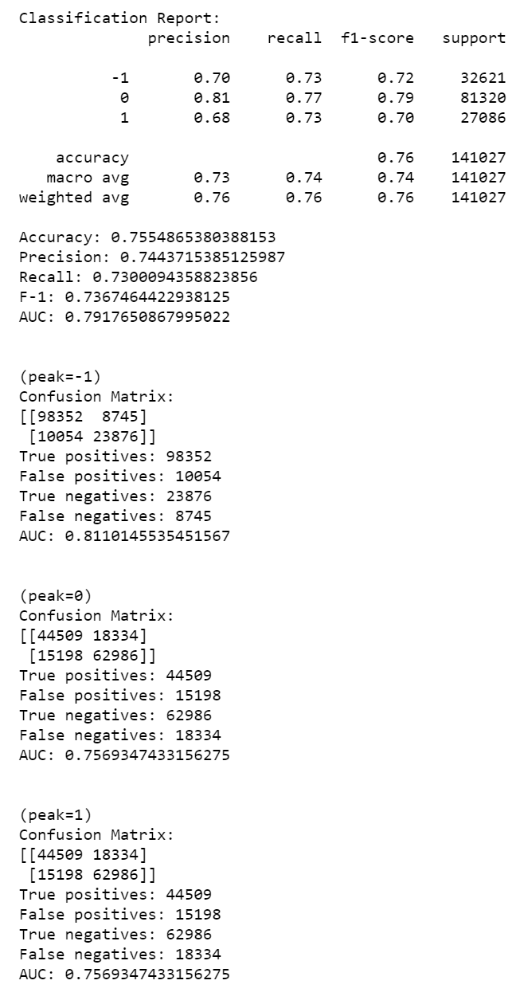 Classification Report:
precision recall f1-score support
-1 0.70 0.73 0.72 32621
0 0.81 0.77 0.79 81320
1 0.68 0.73 0.70 27086
accuracy 0.76 141027
macro avg 0.73 0.74 0.74 141027
weighted avg 0.76 0.76 0.76 141027
Accuracy: 0.7554865380388153
Precision: 0.7443715385125987
Recall: 0.7300094358823856
F-1: 0.7367464422938125
AUC: 0.7917650867995022
(peak=-1)
Confusion Matrix:
[[98352 8745]
[10054 23876]]
True positives: 98352
False positives: 10054
True negatives: 23876
False negatives: 8745
AUC: 0.8110145535451567
(peak=0)
Confusion Matrix:
[[44509 18334]
[15198 62986]]
True positives: 44509
False positives: 15198
True negatives: 62986
False negatives: 18334
AUC: 0.7569347433156275
(peak=1)
Confusion Matrix:
[[44509 18334]
[15198 62986]]
True positives: 44509
False positives: 15198
True negatives: 62986
False negatives: 18334
AUC: 0.7569347433156275